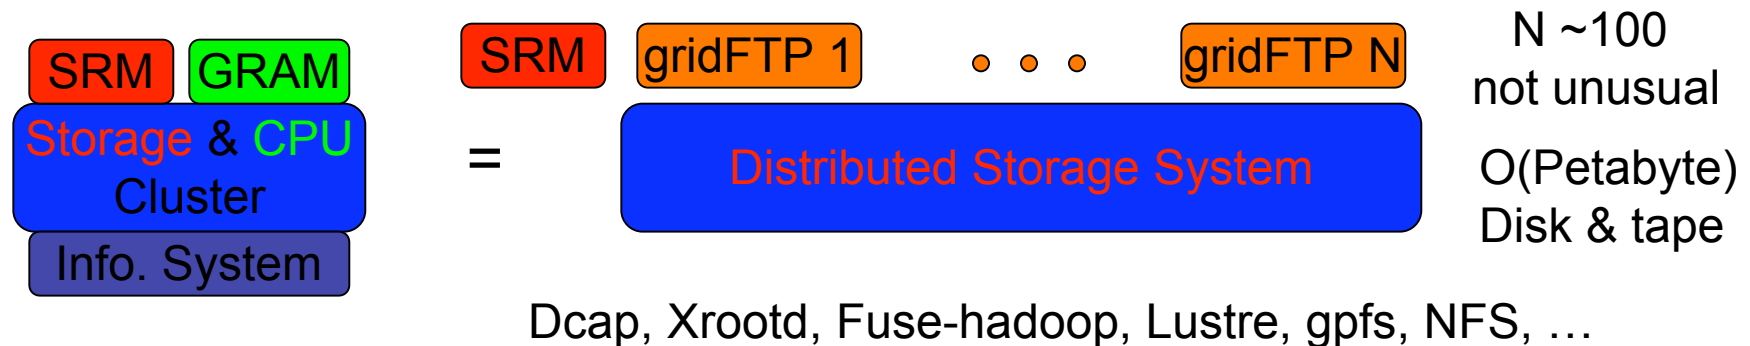 SRM GRAM
Storage & CPU
Cluster
Info. System
=
SRM gridFTP 1 gridFTP N
Distributed Storage System
N ~100
not unusual
O(Petabyte)
Disk & tape
Dcap, Xrootd, Fuse-hadoop, Lustre, gpfs, NFS, …